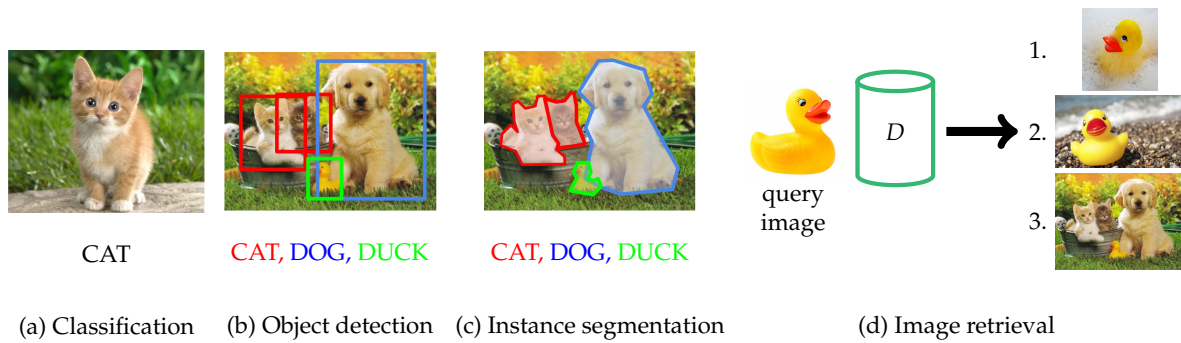 CAT
(a) Classification
CAT, DOG, DUCK
(b) Object detection
CAT, DOG, DUCK
(c) Instance segmentation
query
image
D
1.
2.
3.
(d) Image retrieval